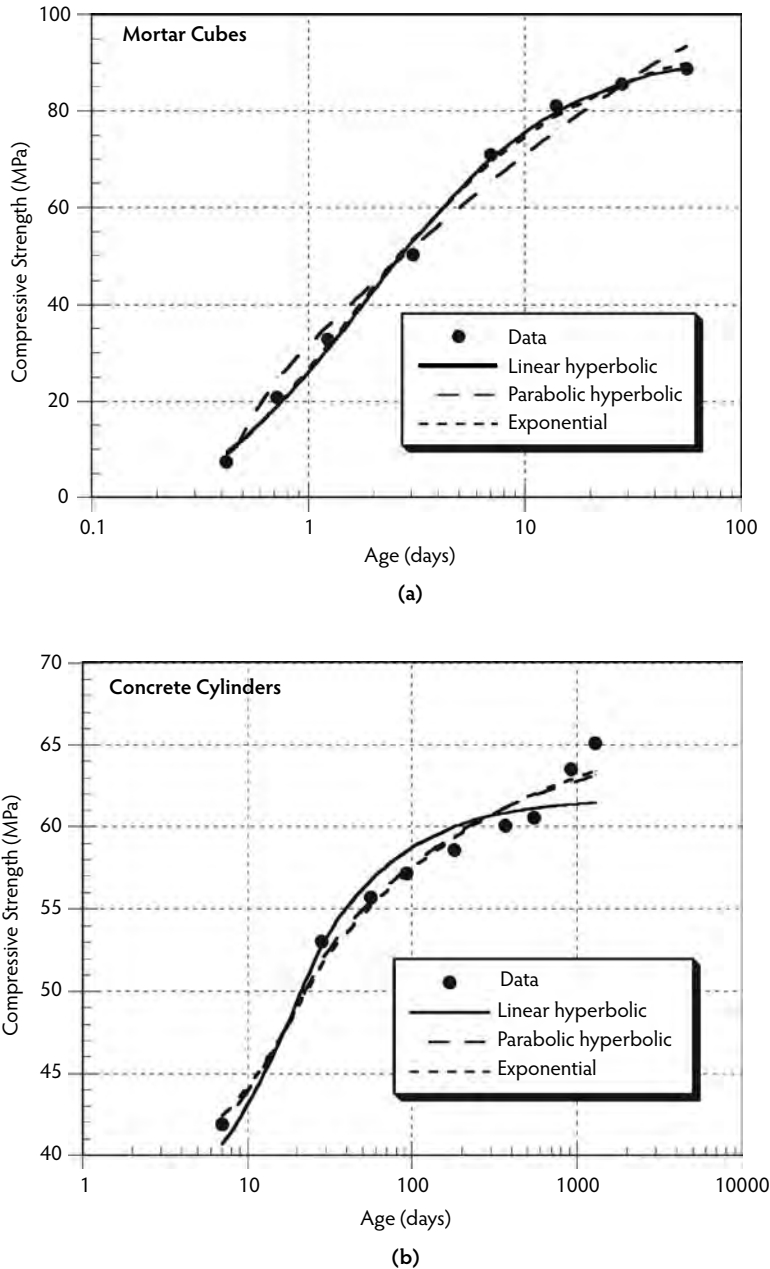 Mortar Cubes
100
80
60
40
20
0
Compressive Strength (MPa)
Data
Linear hyperbolic
Parabolic hyperbolic
Exponential
0.1
1
10
100
Age (days)
(a)
Concrete Cylinders
70
65
60
55
50
45
40
Compressive Strength (MPa)
Data
Linear hyperbolic
Parabolic hyperbolic
Exponential
1
10
100
1000
10000
Age (days)
(b)